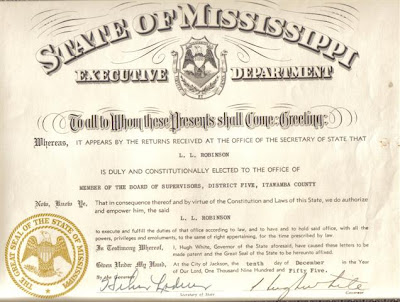 STATE OF MISSISSIPPI
EXECUTIVE DEPARTMENT
To all to Whom these Presents shall Come: Greeting:
Whereas, IT APPEARS BY THE RETURNS RECEIVED AT THE OFFICE OF THE SECRETARY OF STATE THAT
L. L. ROBINSON
IS DULY AND CONSTITUTIONALLY ELECTED TO THE OFFICE OF
MEMBER OF THE BOARD OF SUPERVISORS, DISTRICT FIVE, ITAWAMBA COUNTY
Now, Know Ye, That in consequence thereof and by virtue of the Constitution and Laws of this State, we do authorize
and empower him, the said
L. L. ROBINSON
to execute and fulfill the duties of that office according to law, and to have and to hold said office, with all the
powers, privileges and emoluments, to the same of right appertaining, for the time prescribed by law.
In Testimony Whereof, I, Hugh White, Governor of the State aforesaid, have caused these letters to be
made patent and the Great Seal of the State to be hereunto affixed.
Given Under My Hand, At the City of Jackson, the tenth day of December in the year
of Our Lord, One Thousand Nine Hundred and Fifty Five.
Heber Ladner
Hugh White
Secretary of State
THE GREAT SEAL OF THE STATE OF MISSISSIPPI